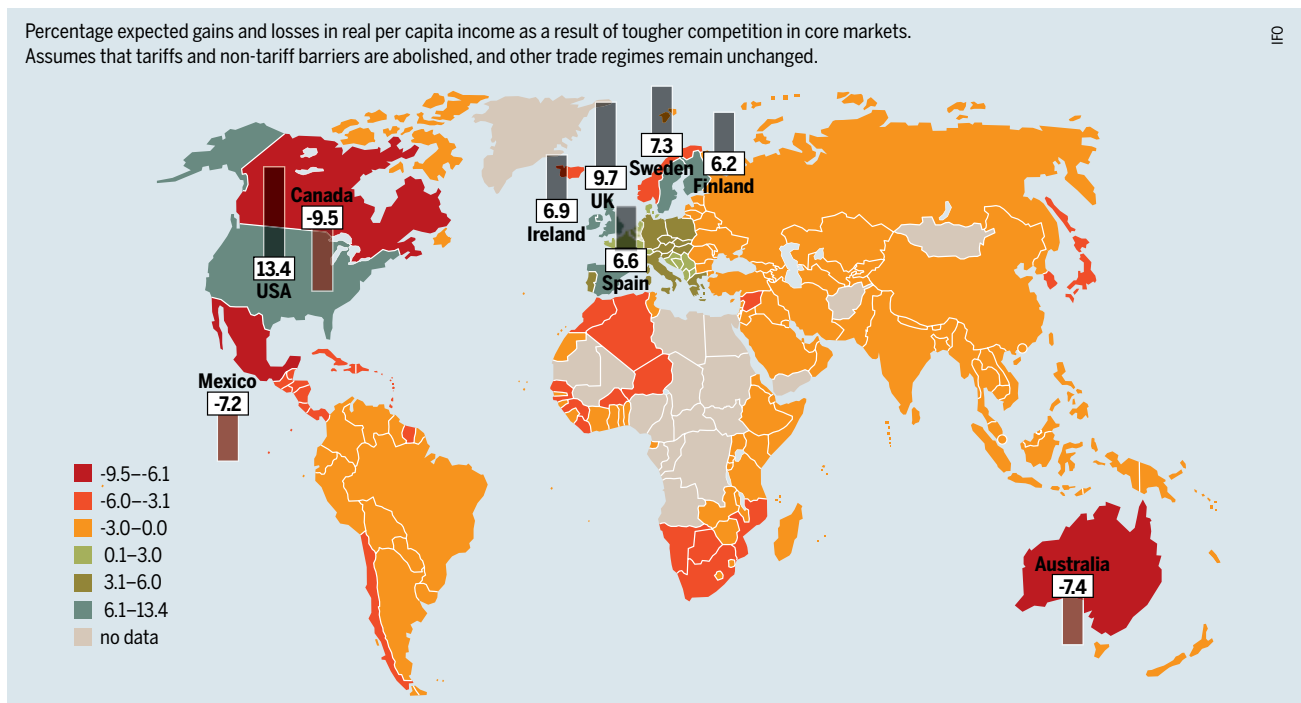 Percentage expected gains and losses in real per capita income as a result of tougher competition in core markets.
Assumes that tariffs and non-tariff barriers are abolished, and other trade regimes remain unchanged.
IFO
7.3
Sweden
6.2
Finland
9.7
UK
6.9
Ireland
6.6
Spain
Canada
-9.5
13.4
USA
Mexico
-7.2
Australia
-7.4
-9.5–-6.1
-6.0–-3.1
-3.0–0.0
0.1–3.0
3.1–6.0
6.1–13.4
no data